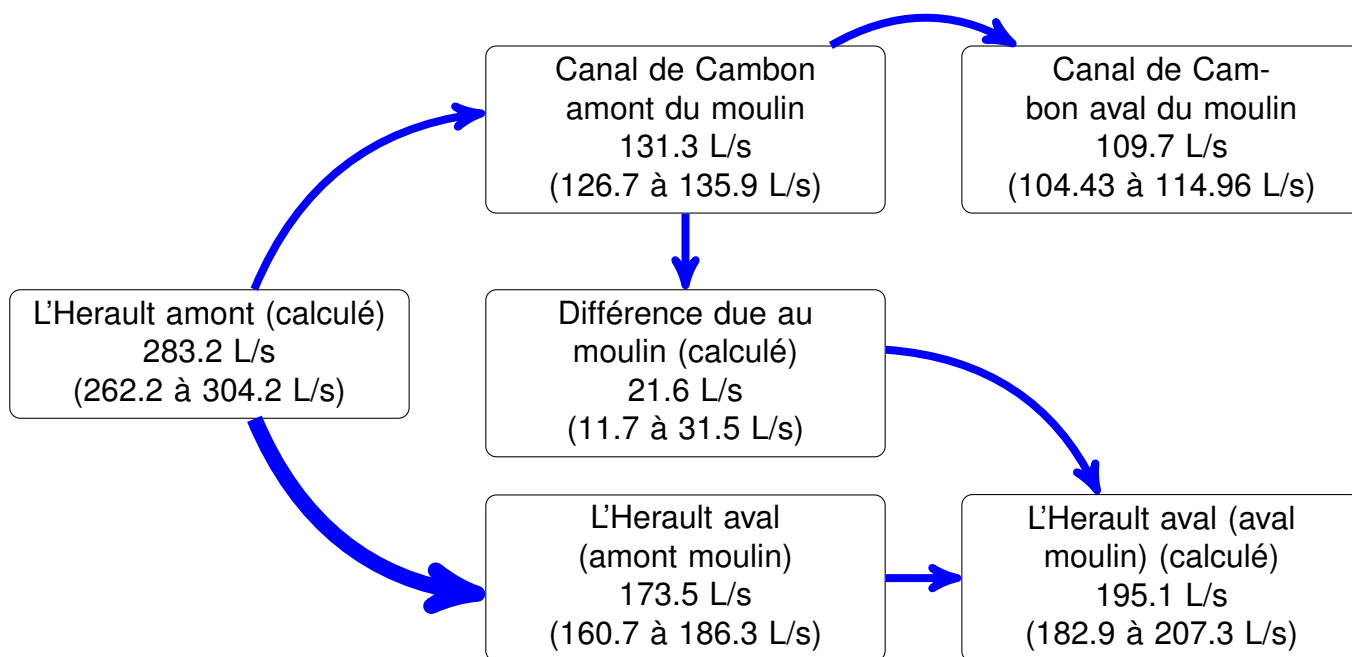 Canal de Cambon
amont du moulin
131.3 L/s
(126.7 à 135.9 L/s)
Canal de Cam-
bon aval du moulin
109.7 L/s
(104.43 à 114.96 L/s)
L'Herault amont (calculé)
283.2 L/s
(262.2 à 304.2 L/s)
Différence due au
moulin (calculé)
21.6 L/s
(11.7 à 31.5 L/s)
L'Herault aval
(amont moulin)
173.5 L/s
(160.7 à 186.3 L/s)
L'Herault aval (aval
moulin) (calculé)
195.1 L/s
(182.9 à 207.3 L/s)